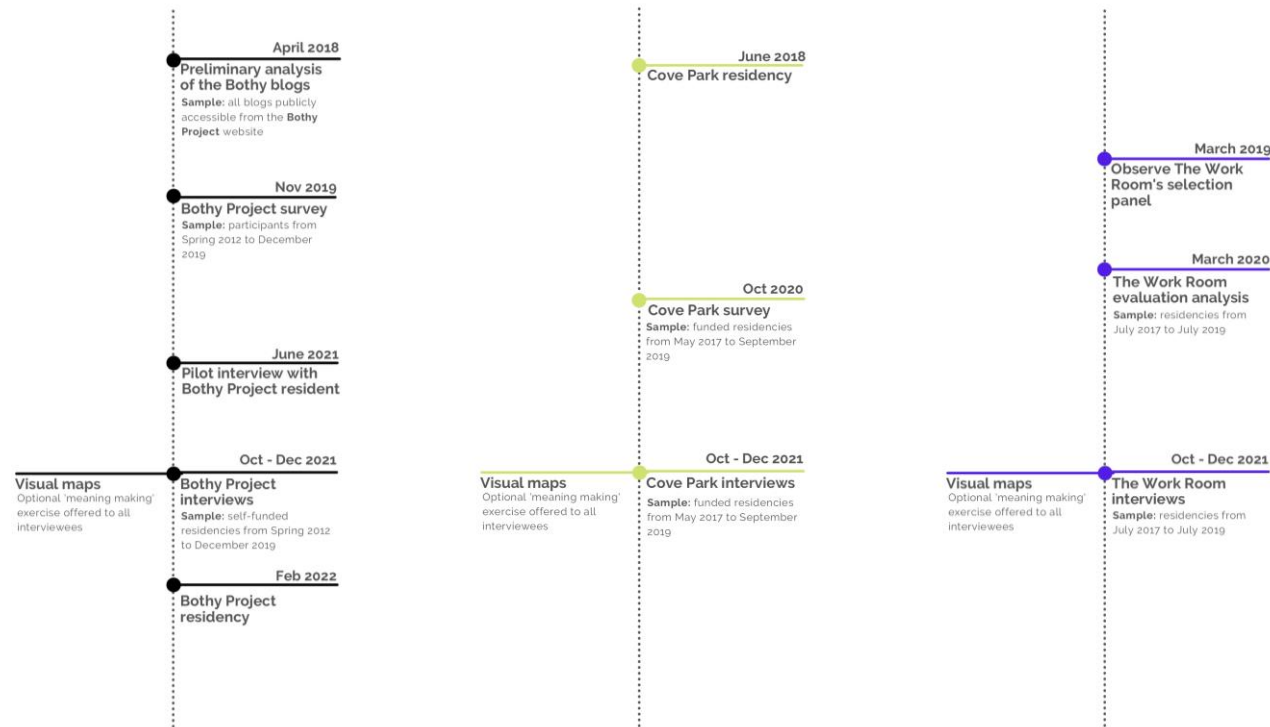 April 2018
Preliminary analysis
of the Bothy blogs
Sample: all blogs publicly
accessible from the Bothy
Project website
Nov 2019
Bothy Project survey
Sample: participants from
Spring 2012 to December
2019
June 2021
Pilot interview with
Bothy Project resident
Oct - Dec 2021
Visual maps
Optional 'meaning making'
exercise offered to all
interviewees
Bothy Project
interviews
Sample: self-funded
residencies from Spring 2012
to December 2019
Feb 2022
Bothy Project
residency
June 2018
Cove Park residency
Oct 2020
Cove Park survey
Sample: funded residencies
from May 2017 to September
2019
Oct - Dec 2021
Visual maps
Optional 'meaning making'
exercise offered to all
interviewees
Cove Park interviews
Sample: funded residencies
from May 2017 to September
2019
March 2019
Observe The Work
Room's selection
panel
March 2020
The Work Room
evaluation analysis
Sample: residencies from
July 2017 to July 2019
Oct - Dec 2021
Visual maps
Optional 'meaning making'
exercise offered to all
interviewees
The Work Room
interviews
Sample: residencies from
July 2017 to July 2019